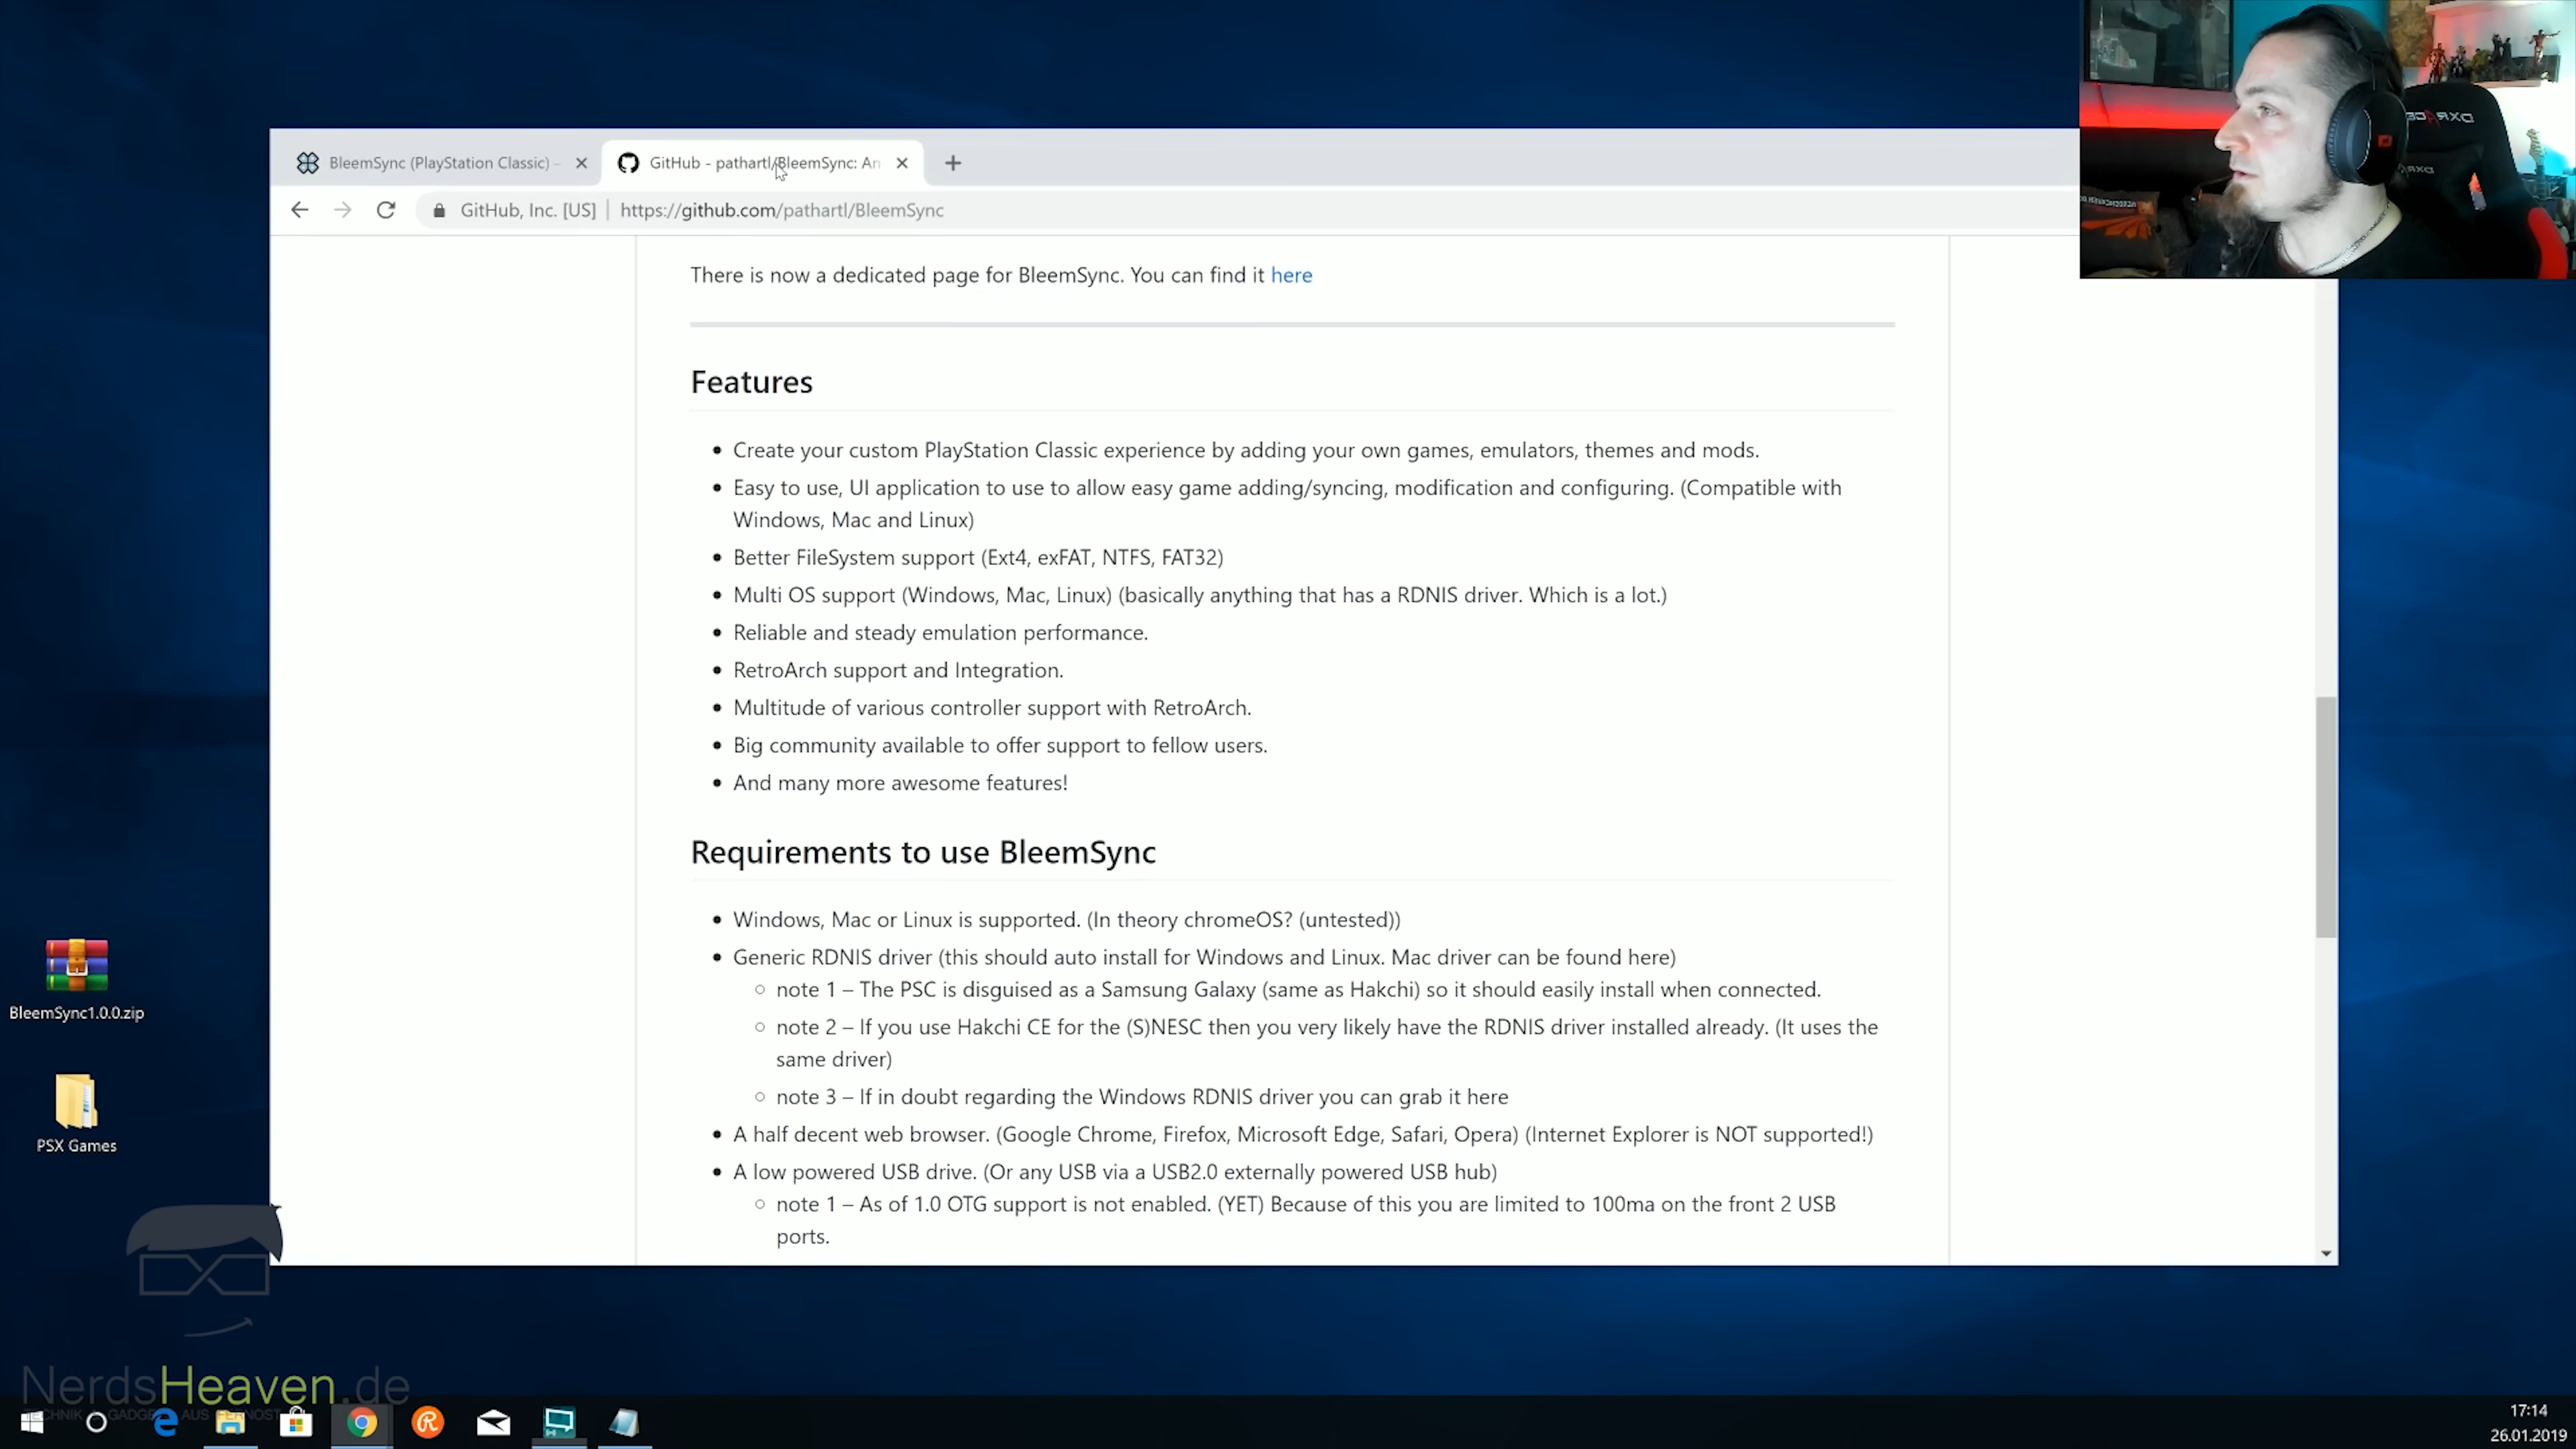 BleemSync (PlayStation Classic) -
GitHub - pathartl/BleemSync: An
GitHub, Inc. [US] | https://github.com/pathartl/BleemSync
There is now a dedicated page for BleemSync. You can find it here
Features
• Create your custom PlayStation Classic experience by adding your own games, emulators, themes and mods.
• Easy to use, UI application to use to allow easy game adding/syncing, modification and configuring. (Compatible with
Windows, Mac and Linux)
• Better FileSystem support (Ext4, exFAT, NTFS, FAT32)
• Multi OS support (Windows, Mac, Linux) (basically anything that has a RDNIS driver. Which is a lot.)
• Reliable and steady emulation performance.
• RetroArch support and Integration.
• Multitude of various controller support with RetroArch.
• Big community available to offer support to fellow users.
• And many more awesome features!
Requirements to use BleemSync
• Windows, Mac or Linux is supported. (In theory chromeOS? (untested))
• Generic RDNIS driver (this should auto install for Windows and Linux. Mac driver can be found here)
◦ note 1 – The PSC is disguised as a Samsung Galaxy (same as Hakchi) so it should easily install when connected.
◦ note 2 – If you use Hakchi CE for the (S)NESC then you very likely have the RDNIS driver installed already. (It uses the
same driver)
◦ note 3 – If in doubt regarding the Windows RDNIS driver you can grab it here
• A half decent web browser. (Google Chrome, Firefox, Microsoft Edge, Safari, Opera) (Internet Explorer is NOT supported!)
• A low powered USB drive. (Or any USB via a USB2.0 externally powered USB hub)
◦ note 1 – As of 1.0 OTG support is not enabled. (YET) Because of this you are limited to 100ma on the front 2 USB
ports.
BleemSync1.0.0.zip
PSX Games
NerdsHeaven.de
TECHNIK & GADGETS AUS FERNOST
17:14
26.01.2019